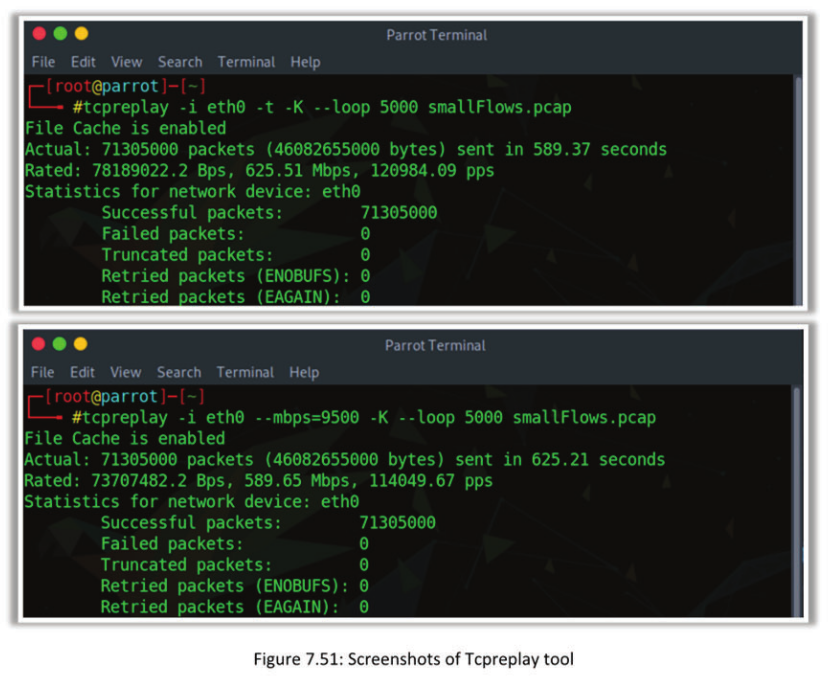 Parrot Terminal
File Edit View Search Terminal Help
[root@parrot]─[~]
#tcpreplay -i eth0 -t -K --loop 5000 smallFlows.pcap
File Cache is enabled
Actual: 71305000 packets (46082655000 bytes) sent in 589.37 seconds
Rated: 78189022.2 Bps, 625.51 Mbps, 120984.09 pps
Statistics for network device: eth0
Successful packets: 71305000
Failed packets: 0
Truncated packets: 0
Retried packets (ENOBUFS): 0
Retried packets (EAGAIN): 0
Parrot Terminal
File Edit View Search Terminal Help
[root@parrot]─[~]
#tcpreplay -i eth0 --mbps=9500 -K --loop 5000 smallFlows.pcap
File Cache is enabled
Actual: 71305000 packets (46082655000 bytes) sent in 625.21 seconds
Rated: 73707482.2 Bps, 589.65 Mbps, 114049.67 pps
Statistics for network device: eth0
Successful packets: 71305000
Failed packets: 0
Truncated packets: 0
Retried packets (ENOBUFS): 0
Retried packets (EAGAIN): 0
Figure 7.51: Screenshots of Tcpreplay tool